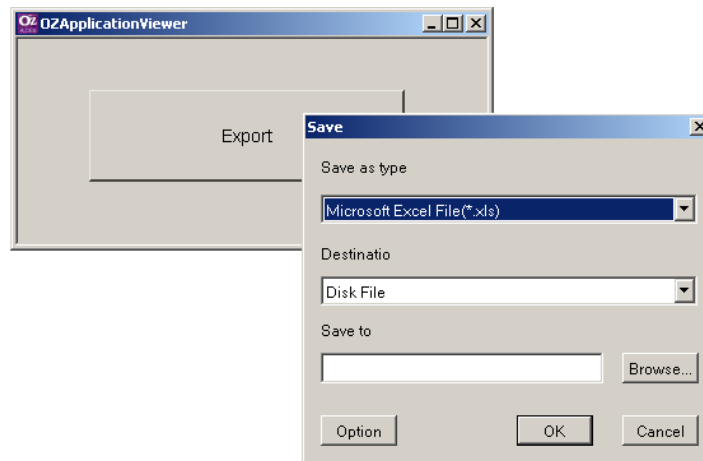 OZ OZApplicationViewer
Export
Save
Save as type
Microsoft Excel File(*.xls)
Destinatio
Disk File
Save to
Browse...
Option OK Cancel